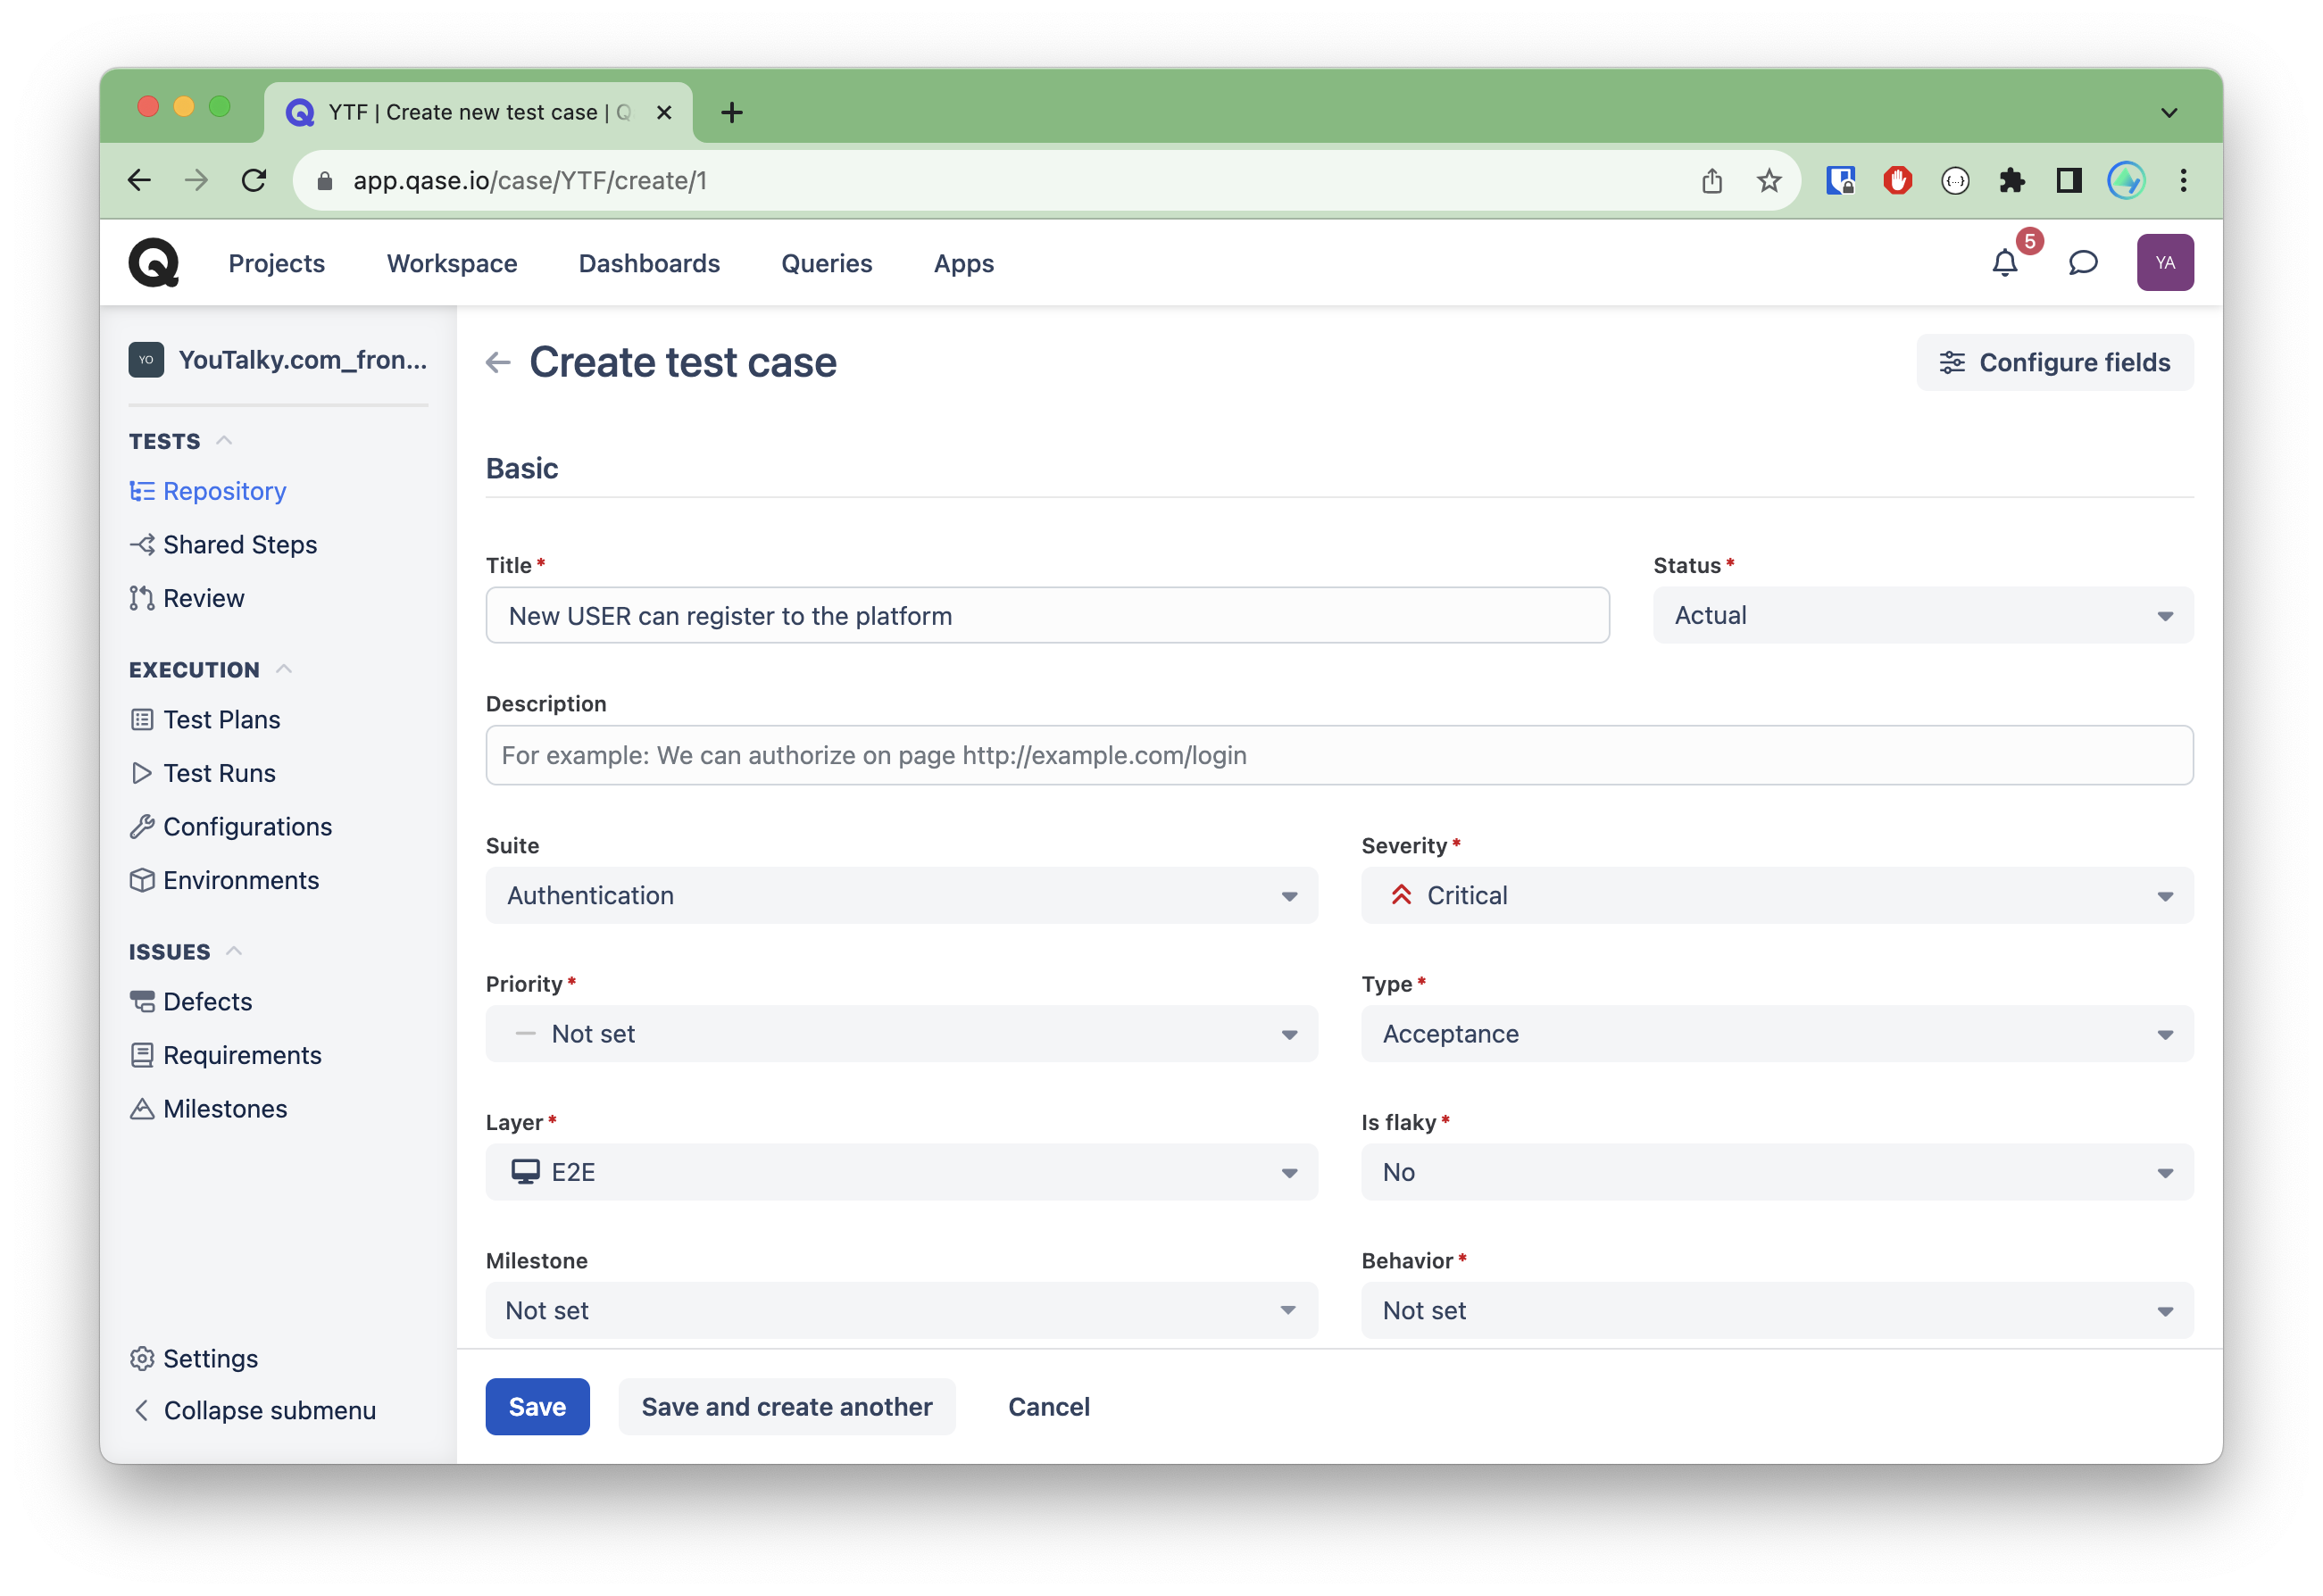 YTF | Create new test case | Q
app.qase.io/case/YTF/create/1
Projects Workspace Dashboards Queries Apps 5 YA
YO YouTalky.com_fron...
TESTS
Repository
Shared Steps
Review
EXECUTION
Test Plans
Test Runs
Configurations
Environments
ISSUES
Defects
Requirements
Milestones
Settings
Collapse submenu
Create test case Configure fields
Basic
Title * Status *
New USER can register to the platform Actual
Description
For example: We can authorize on page http://example.com/login
Suite Severity *
Authentication Critical
Priority * Type *
Not set Acceptance
Layer * Is flaky *
E2E No
Milestone Behavior *
Not set Not set
Save Save and create another Cancel